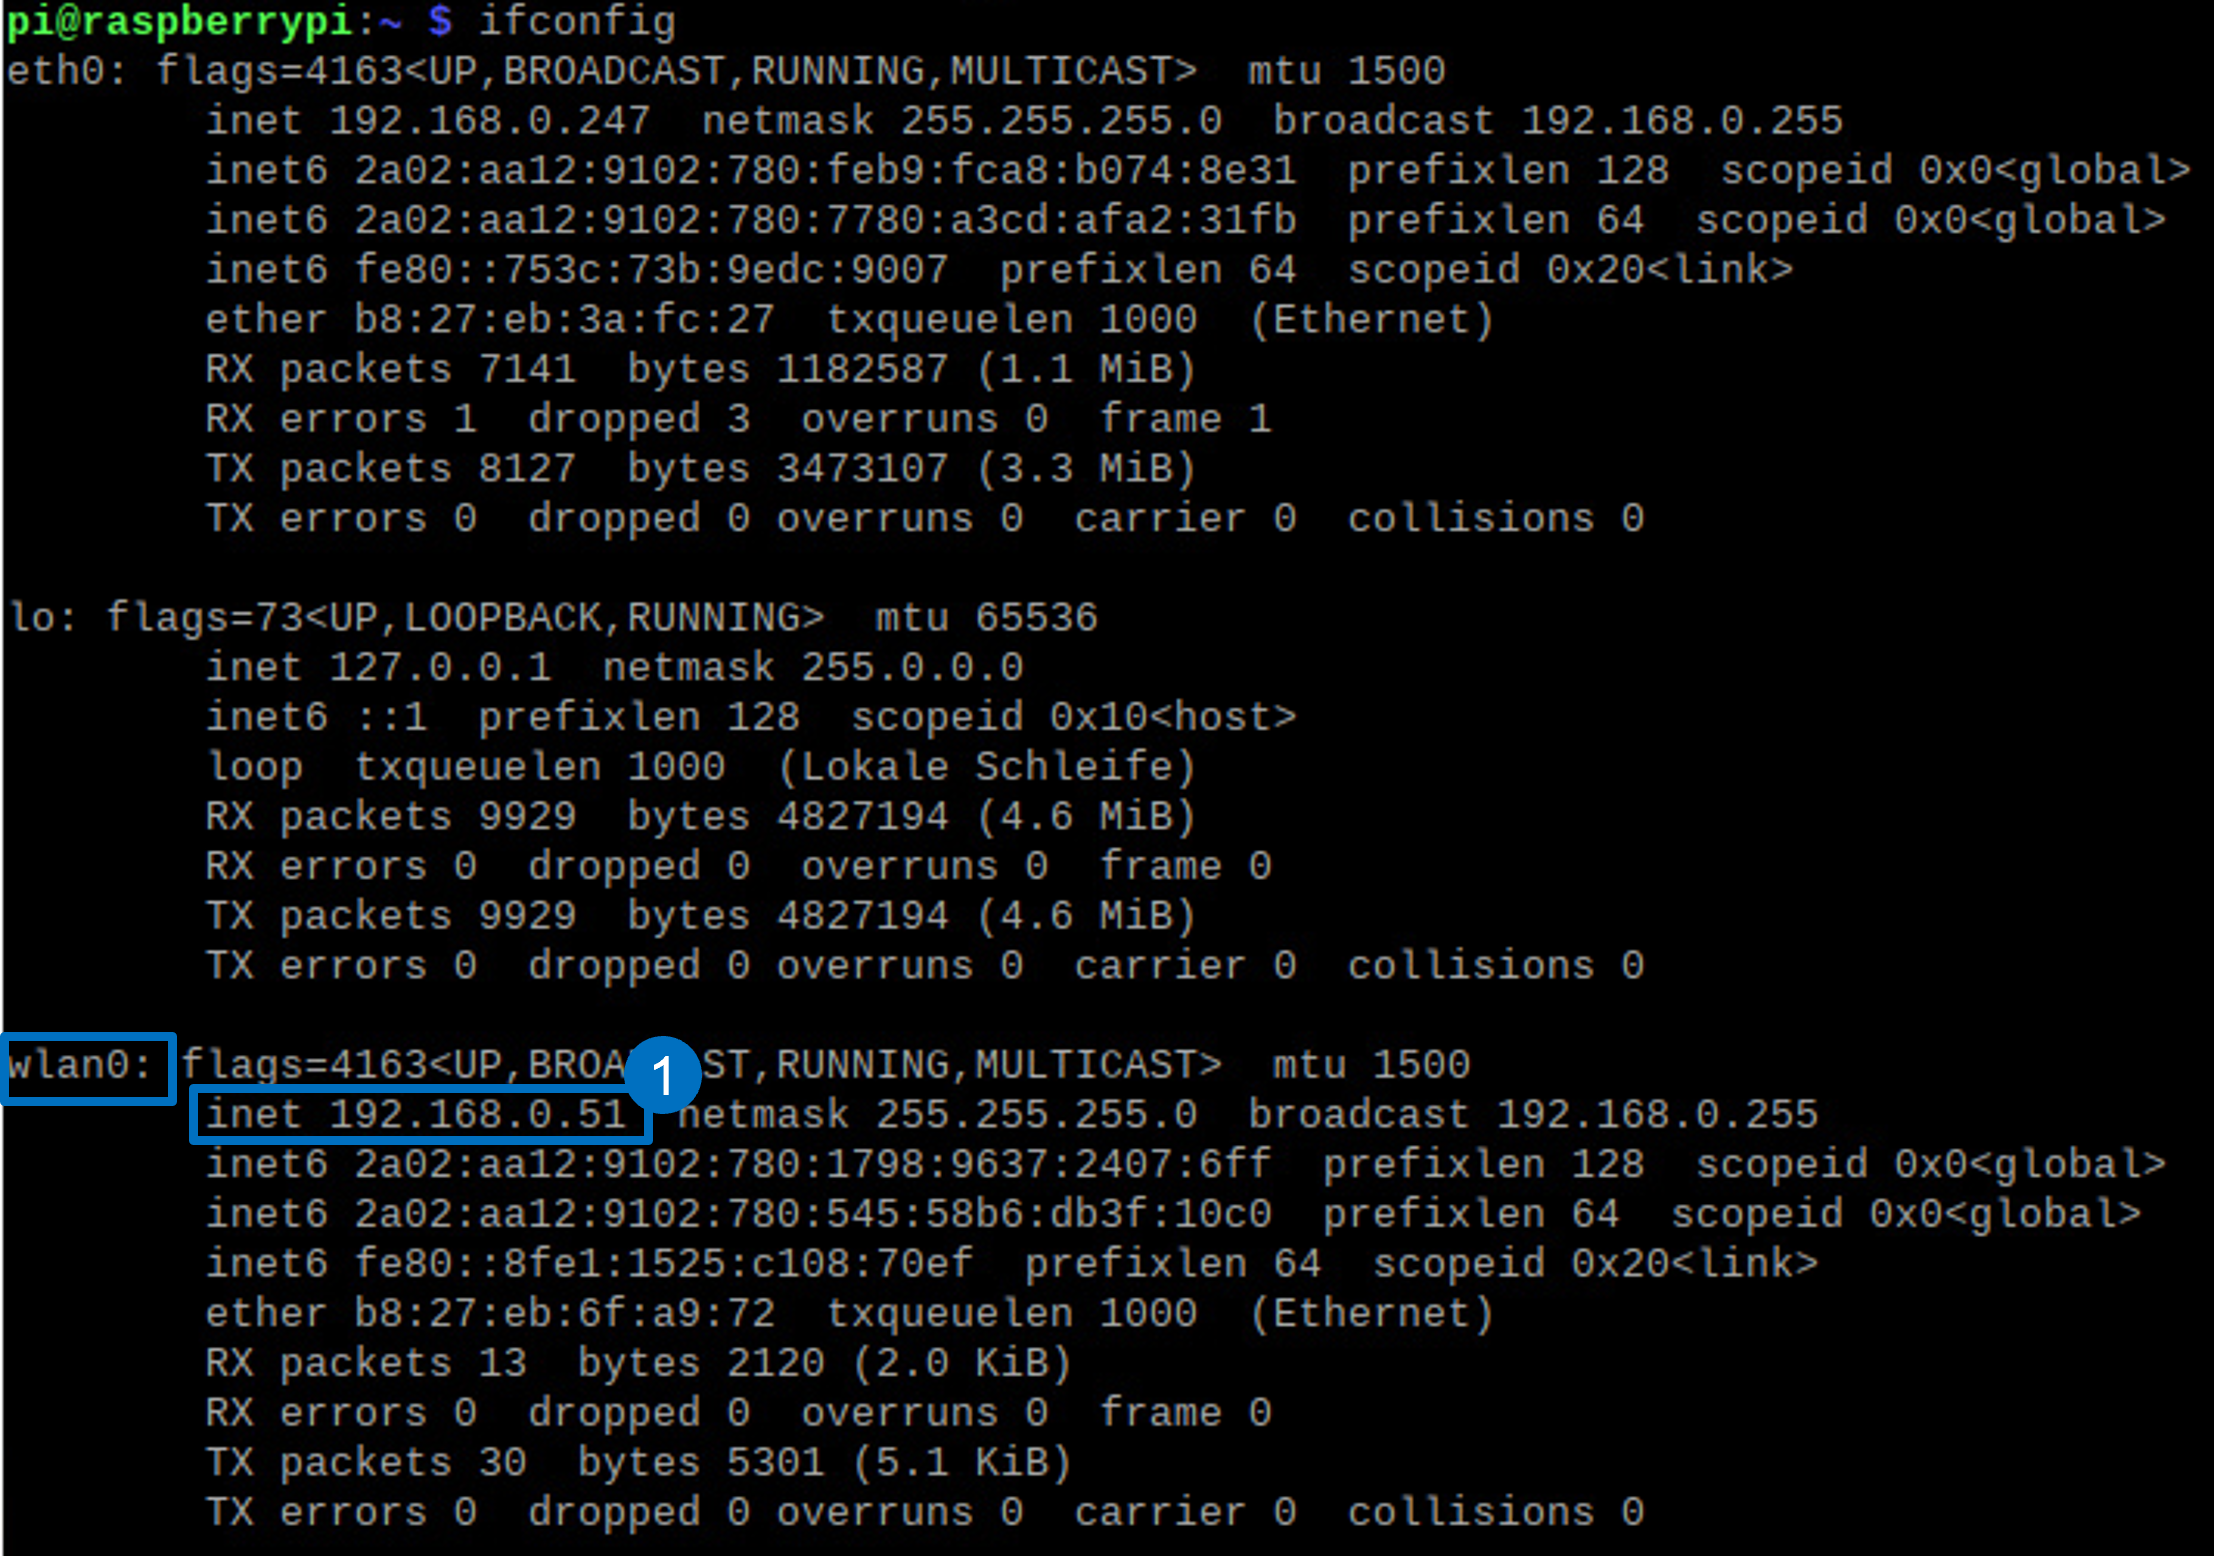 pi@raspberrypi:~ $ ifconfig
eth0: flags=4163<UP,BROADCAST,RUNNING,MULTICAST>  mtu 1500
        inet 192.168.0.247  netmask 255.255.255.0  broadcast 192.168.0.255
        inet6 2a02:aa12:9102:780:feb9:fca8:b074:8e31  prefixlen 128  scopeid 0x0<global>
        inet6 2a02:aa12:9102:780:7780:a3cd:afa2:31fb  prefixlen 64  scopeid 0x0<global>
        inet6 fe80::753c:73b:9edc:9007  prefixlen 64  scopeid 0x20<link>
        ether b8:27:eb:3a:fc:27  txqueuelen 1000  (Ethernet)
        RX packets 7141  bytes 1182587 (1.1 MiB)
        RX errors 1  dropped 3  overruns 0  frame 1
        TX packets 8127  bytes 3473107 (3.3 MiB)
        TX errors 0  dropped 0 overruns 0  carrier 0  collisions 0
lo: flags=73<UP,LOOPBACK,RUNNING>  mtu 65536
        inet 127.0.0.1  netmask 255.0.0.0
        inet6 ::1  prefixlen 128  scopeid 0x10<host>
        loop  txqueuelen 1000  (Lokale Schleife)
        RX packets 9929  bytes 4827194 (4.6 MiB)
        RX errors 0  dropped 0  overruns 0  frame 0
        TX packets 9929  bytes 4827194 (4.6 MiB)
        TX errors 0  dropped 0 overruns 0  carrier 0  collisions 0
wlan0: flags=4163<UP,BROA ST,RUNNING,MULTICAST>  mtu 1500
1
        inet 192.168.0.51  netmask 255.255.255.0  broadcast 192.168.0.255
        inet6 2a02:aa12:9102:780:1798:9637:2407:6ff  prefixlen 128  scopeid 0x0<global>
        inet6 2a02:aa12:9102:780:545:58b6:db3f:10c0  prefixlen 64  scopeid 0x0<global>
        inet6 fe80::8fe1:1525:c108:70ef  prefixlen 64  scopeid 0x20<link>
        ether b8:27:eb:6f:a9:72  txqueuelen 1000  (Ethernet)
        RX packets 13  bytes 2120 (2.0 KiB)
        RX errors 0  dropped 0  overruns 0  frame 0
        TX packets 30  bytes 5301 (5.1 KiB)
        TX errors 0  dropped 0 overruns 0  carrier 0  collisions 0